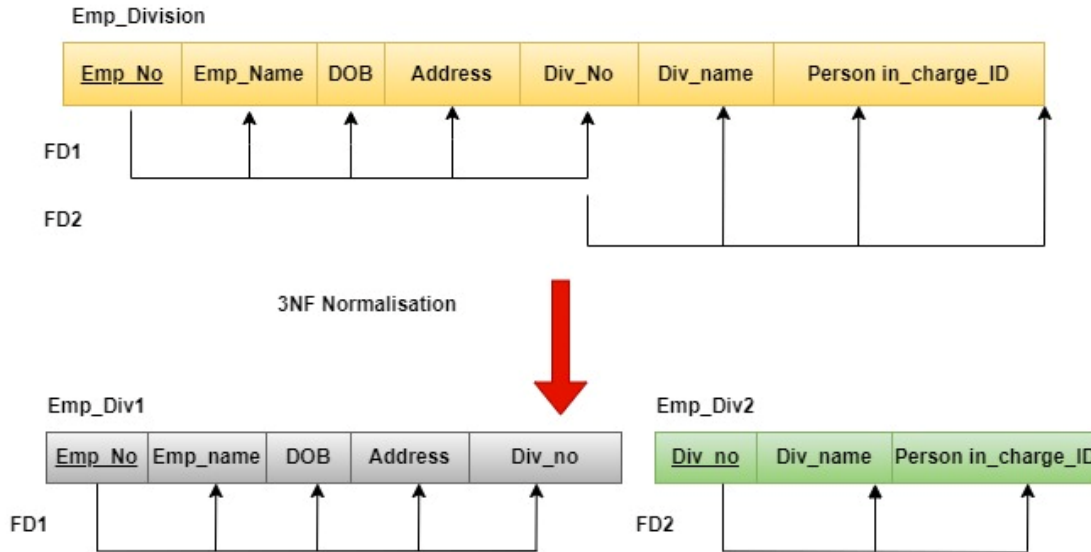 Emp_Division
Emp_No Emp_Name DOB Address Div_No Div_name Person in_charge_ID
FD1
FD2
3NF Normalisation
Emp_Div1
Emp_No Emp_name DOB Address Div_no
FD1
Emp_Div2
Div_no Div_name Person in_charge_ID
FD2